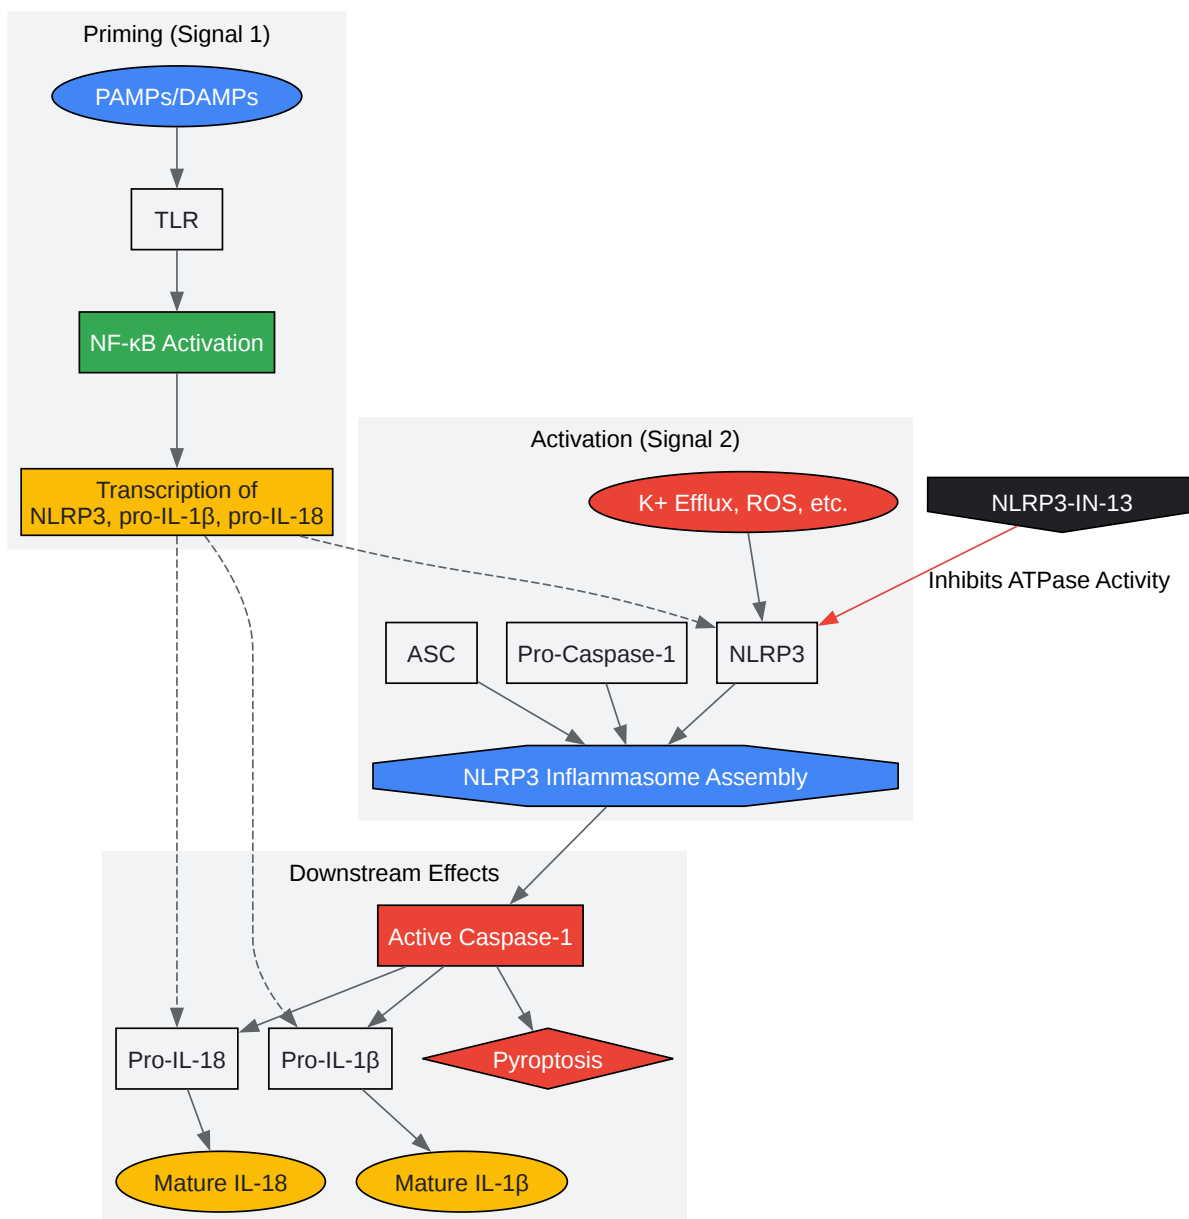 Priming (Signal 1)
PAMPs/DAMPs
TLR
NF-κB Activation
Transcription of
NLRP3, pro-IL-1β, pro-IL-18
Activation (Signal 2)
K+ Efflux, ROS, etc.
NLRP3-IN-13
Inhibits ATPase Activity
ASC
Pro-Caspase-1
NLRP3
NLRP3 Inflammasome Assembly
Downstream Effects
Active Caspase-1
Pro-IL-18
Pro-IL-1β
Pyroptosis
Mature IL-18
Mature IL-1β